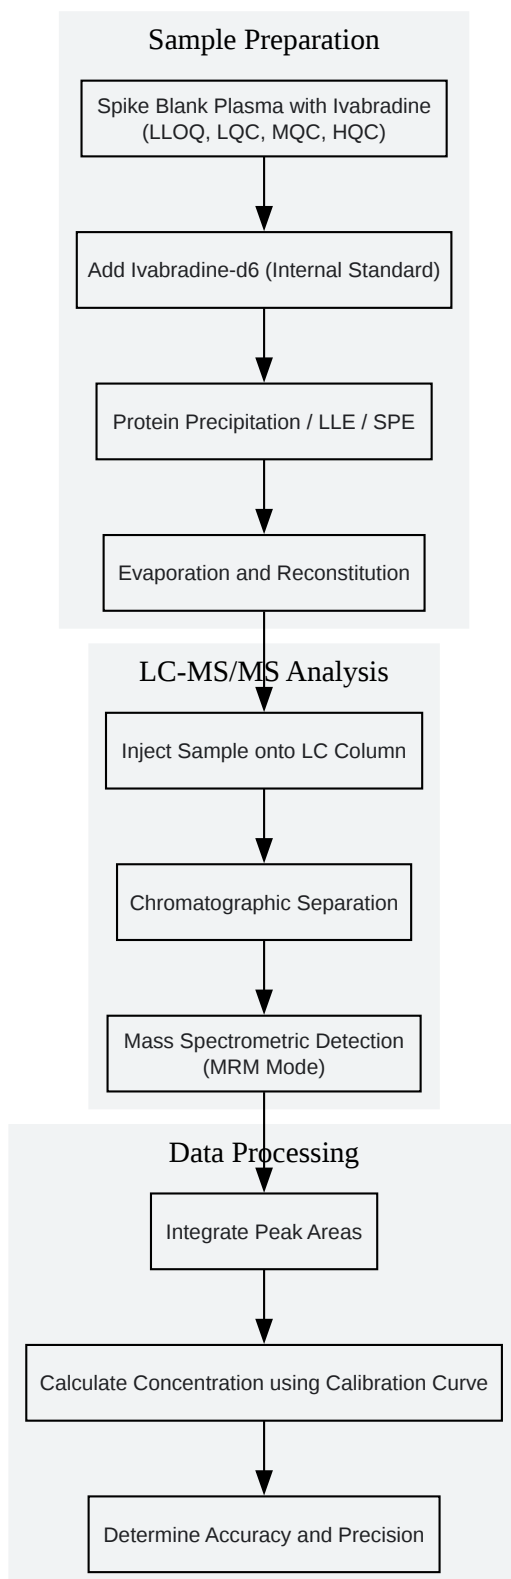 Sample Preparation
Spike Blank Plasma with Ivabradine
(LLOQ, LQC, MQC, HQC)
Add Ivabradine-d6 (Internal Standard)
Protein Precipitation / LLE / SPE
Evaporation and Reconstitution
LC-MS/MS Analysis
Inject Sample onto LC Column
Chromatographic Separation
Mass Spectrometric Detection
(MRM Mode)
Data Processing
Integrate Peak Areas
Calculate Concentration using Calibration Curve
Determine Accuracy and Precision